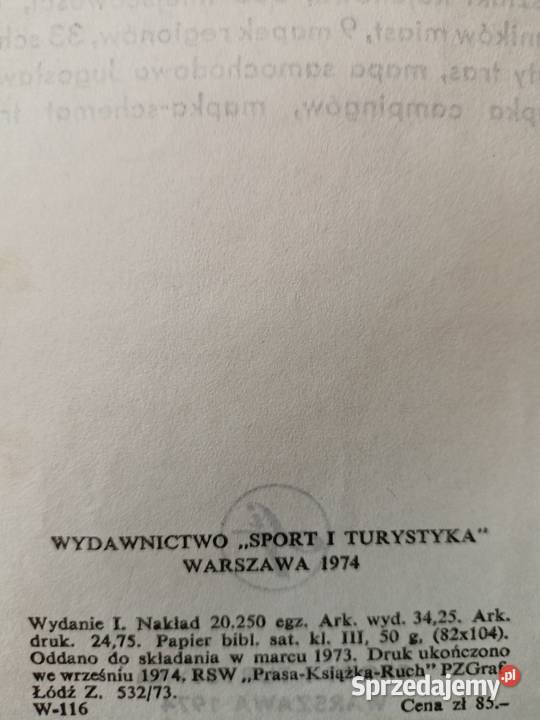 WYDAWNICTWO „SPORT I TURYSTYKA"
WARSZAWA 1974
Wydanie I. Nakład 20.250 egz. Ark. wyd. 34,25. Ark.
druk. 24,75. Papier bibl. sat. kl. III, 50 g, (82x104).
Oddano do składania w marcu 1973. Druk ukończono
we wrześniu 1974, RSW „Prasa-Książka-Ruch" PZGraf.
Łódź Z. 532/73.
W-116 Cena zł 85.-
Sprzedajemy.pl